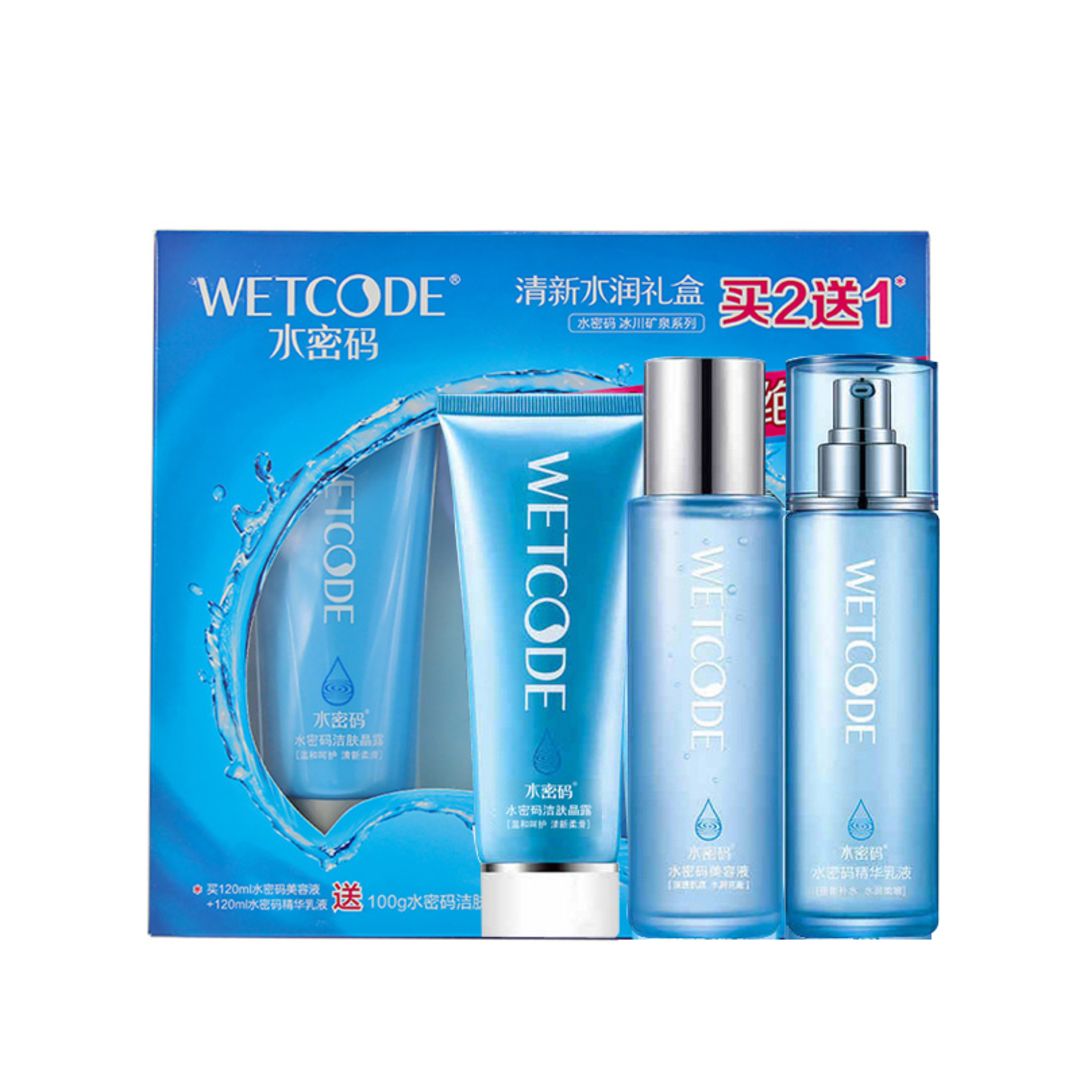 WETCODE®
水密码
清新水润礼盒
水密码 冰川矿泉系列
买2送1*
绝
WETCODE
水密码®
水密码洁肤晶露
[温和呵护 清新柔滑]
WETCODE
水密码®
水密码洁肤晶露
[温和呵护 清新柔滑]
WETCODE
水密码®
水密码美容液
WETCODE
水密码®
水密码精华乳液
* 买120ml水密码美容液
+120ml水密码精华乳液 送 100g水密码洁肤